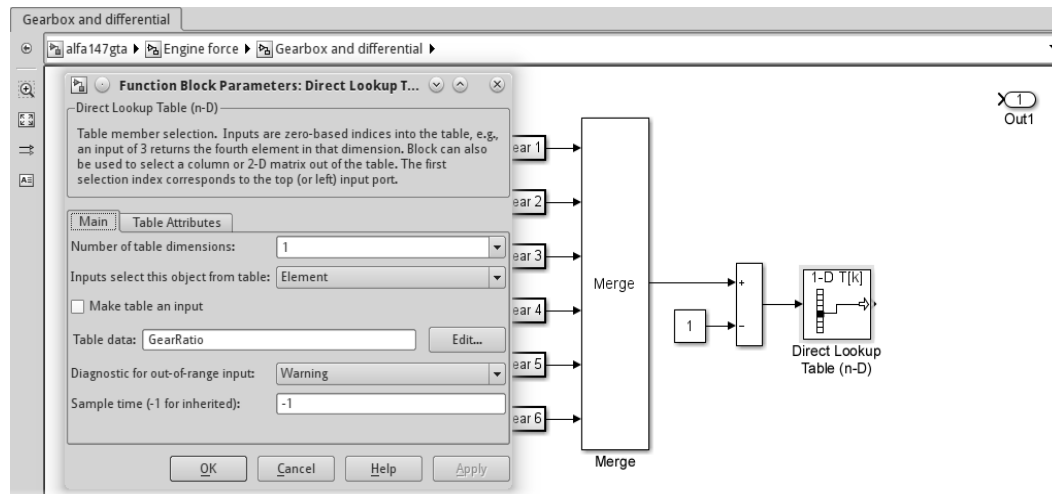 Gearbox and differential
alfa147gta Engine force Gearbox and differential
Function Block Parameters: Direct Lookup T...
Direct Lookup Table (n-D)
Table member selection. Inputs are zero-based indices into the table, e.g.,
an input of 3 returns the fourth element in that dimension. Block can also
be used to select a column or 2-D matrix out of the table. The first
selection index corresponds to the top (or left) input port.
Main Table Attributes
Number of table dimensions: 1
Inputs select this object from table: Element
Make table an input
Table data: GearRatio Edit...
Diagnostic for out-of-range input: Warning
Sample time (-1 for inherited): -1
OK Cancel Help Apply
ear 1
ear 2
ear 3
ear 4
ear 5
ear 6
Merge
Merge
1
+
−
1-D T[k]
Direct Lookup
Table (n-D)
1
Out1